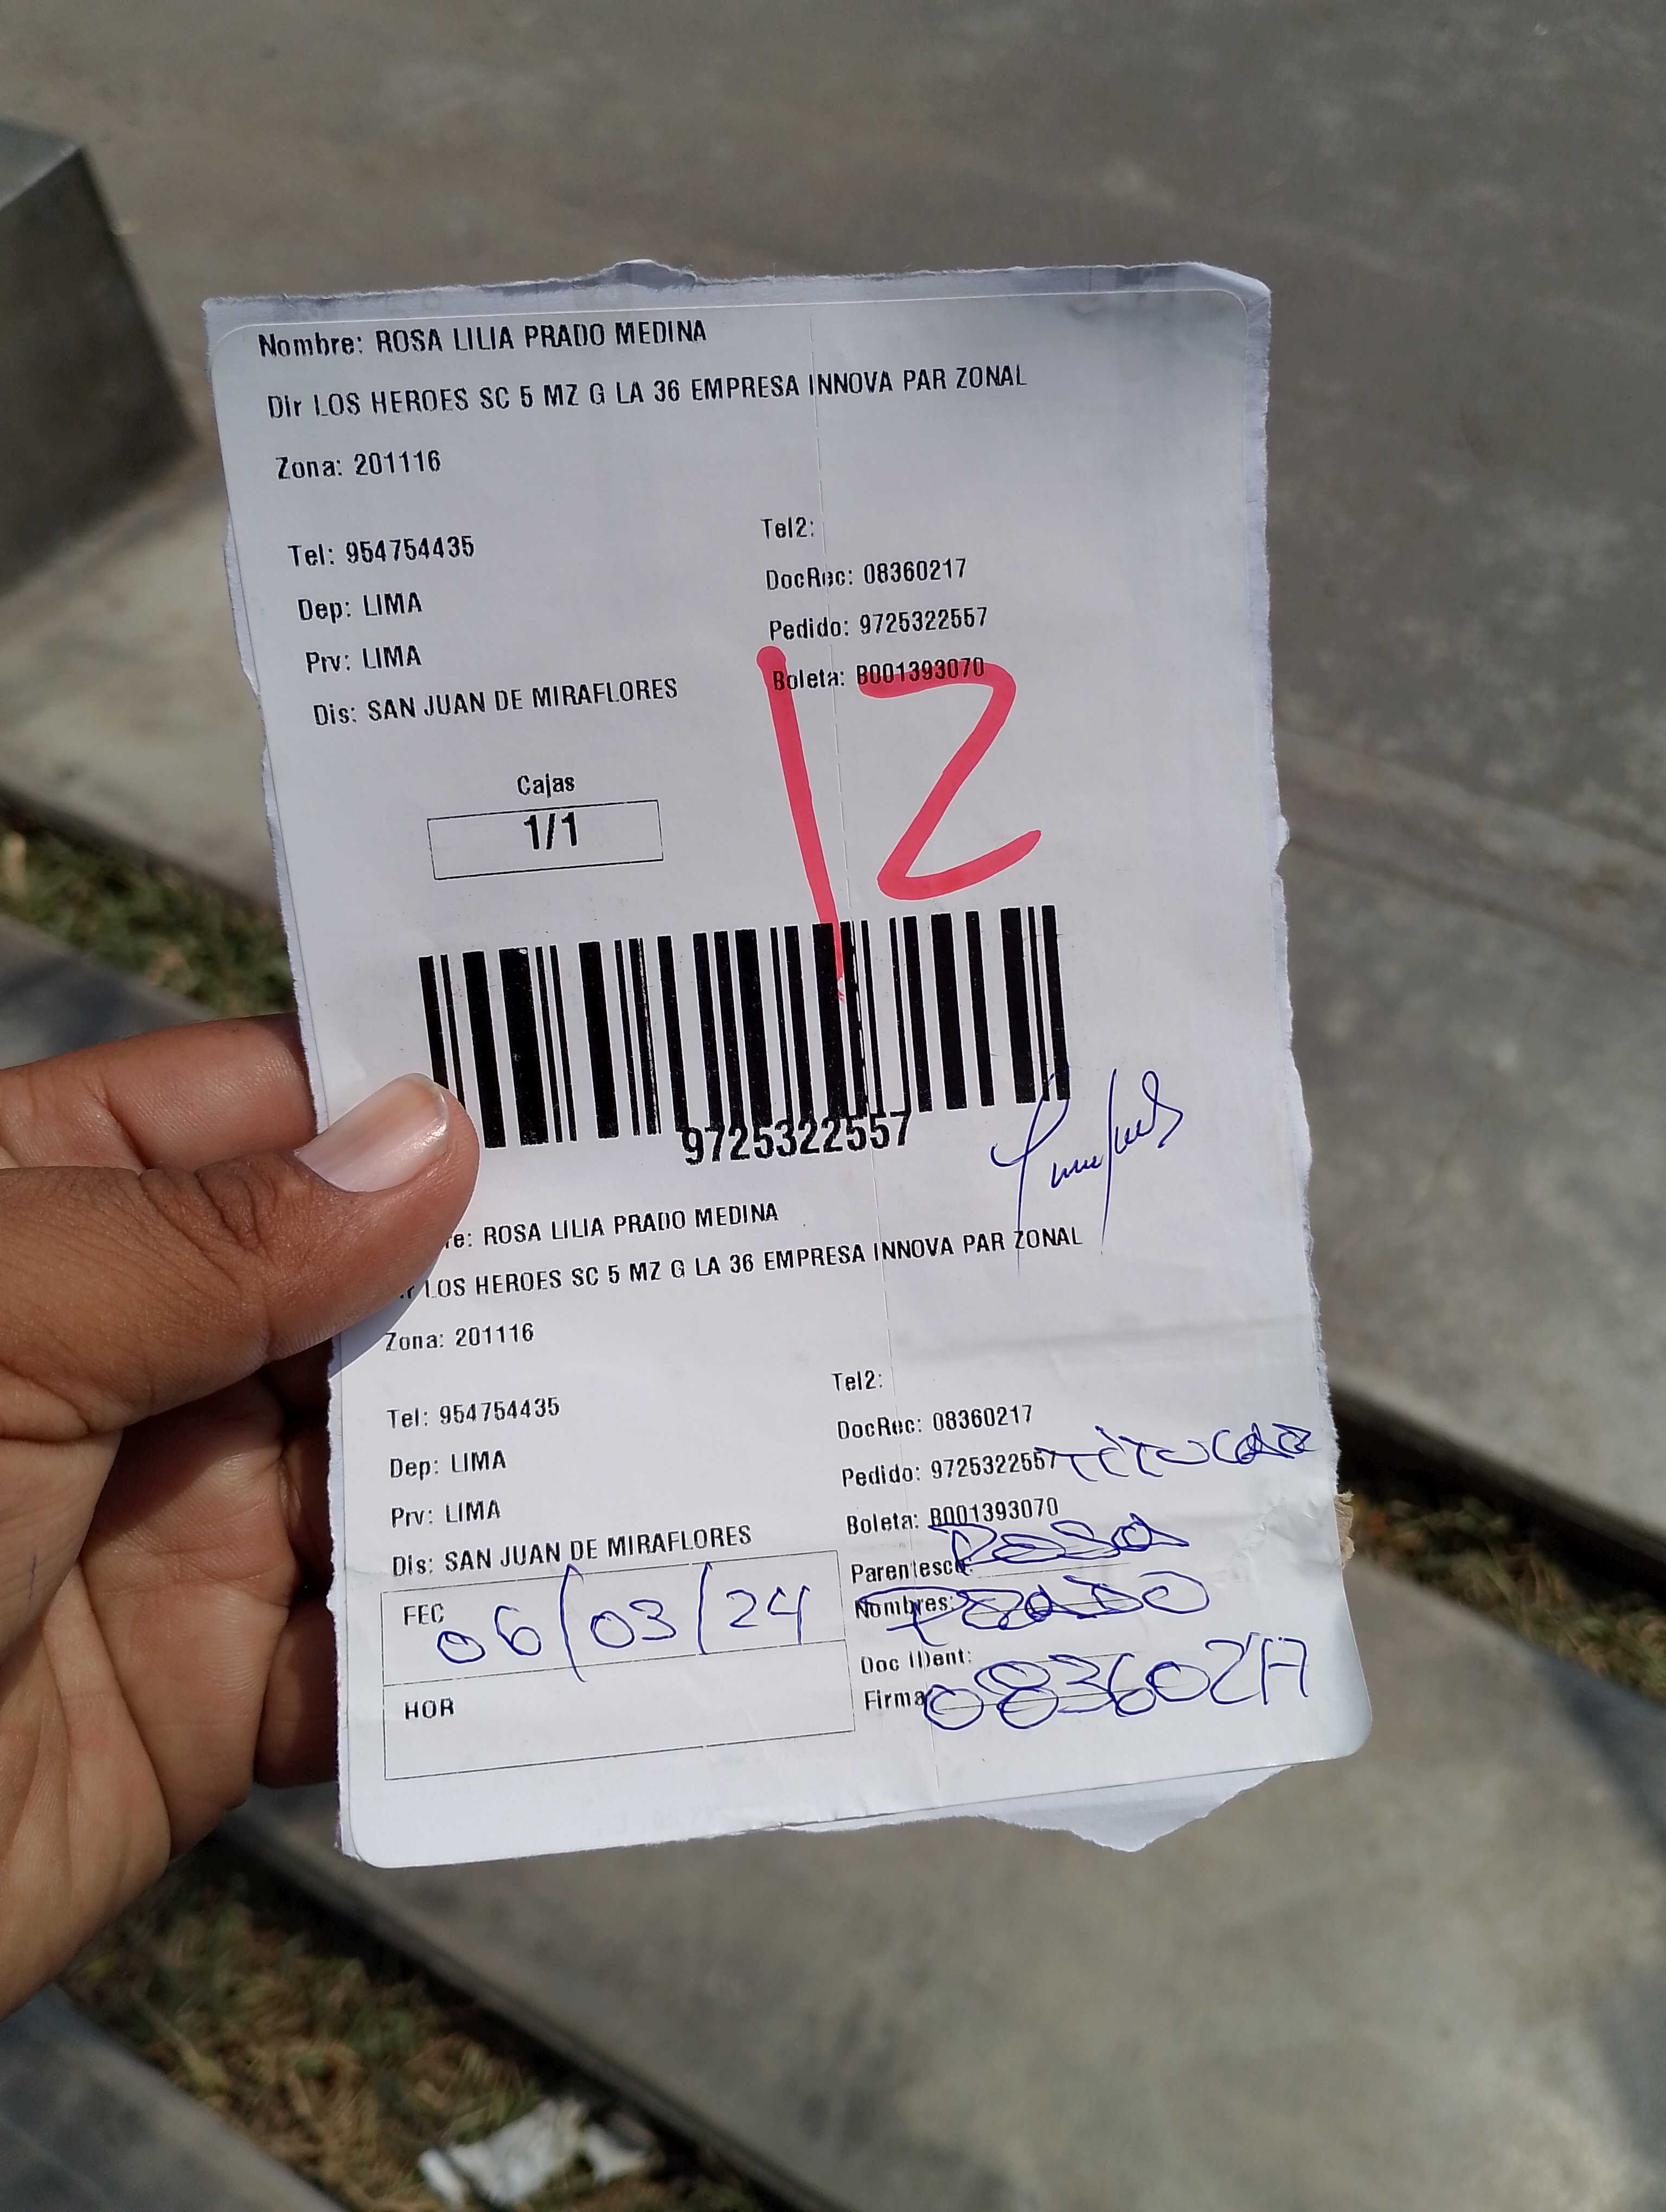 Nombre: ROSA LILIA PRADO MEDINA
Dir LOS HEROES SC 5 MZ G LA 36 EMPRESA INNOVA PAR ZONAL
Zona: 201116
Tel: 954754435
Dep: LIMA
Prv: LIMA
Dis: SAN JUAN DE MIRAFLORES
Tel2:
DocRec: 08360217
Pedido: 9725322557
Boleta: B001393070
12
Cajas
1/1
9725322557
re: ROSA LILIA PRADO MEDINA
LOS HEROES SC 5 MZ G LA 36 EMPRESA INNOVA PAR ZONAL
Zona: 201116
Tel: 954754435
Dep: LIMA
Prv: LIMA
Dis: SAN JUAN DE MIRAFLORES
Tel2:
DocRec: 08360217
Pedido: 9725322557
Boleta: B001393070
Parentesco: Rosa
Nombres: PRADO
Doc IDent:
Firma 08360217
FEC 06/03/24
HOR